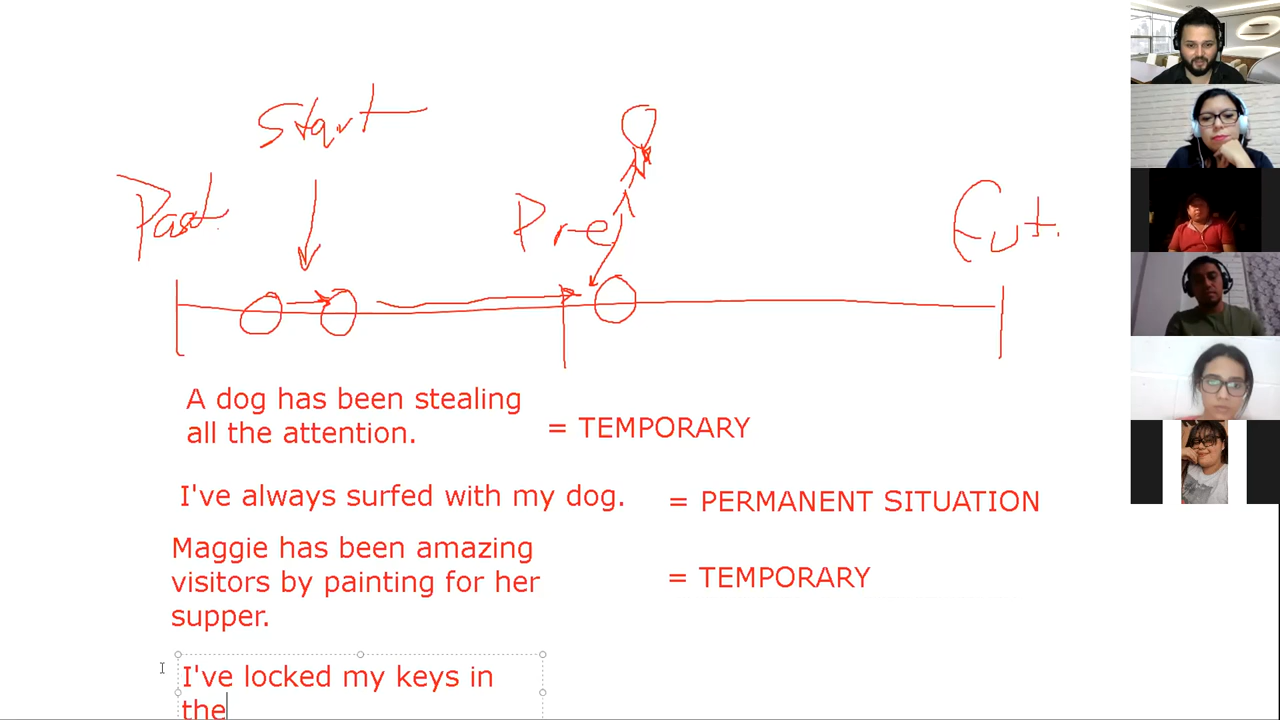 Start
Past
Pre
Fut.
A dog has been stealing
all the attention.
= TEMPORARY
I've always surfed with my dog.
= PERMANENT SITUATION
Maggie has been amazing
visitors by painting for her
supper.
= TEMPORARY
I've locked my keys in
the